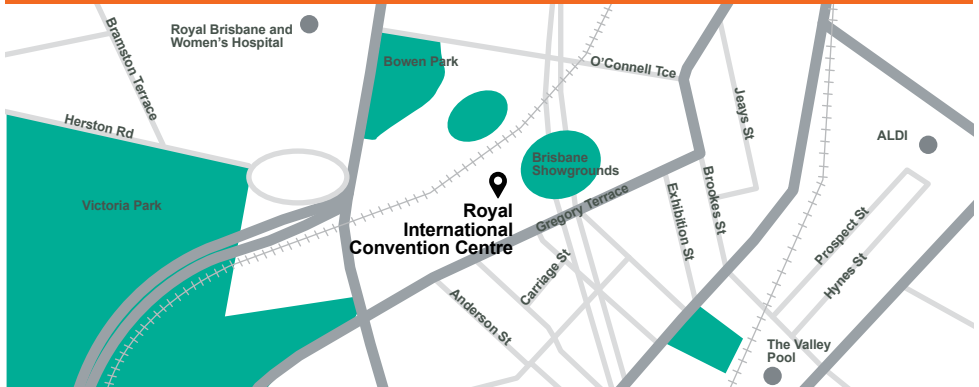 Bramston Terrace
Royal Brisbane and
Women's Hospital
Bowen Park
O'Connell Tce
Jeays St
ALDI
Herston Rd
Brisbane
Showgrounds
Victoria Park
Royal
International
Convention Centre
Gregory Terrace
Exhibition St
Brookes St
Prospect St
Hynes St
Carriage St
Anderson St
The Valley
Pool